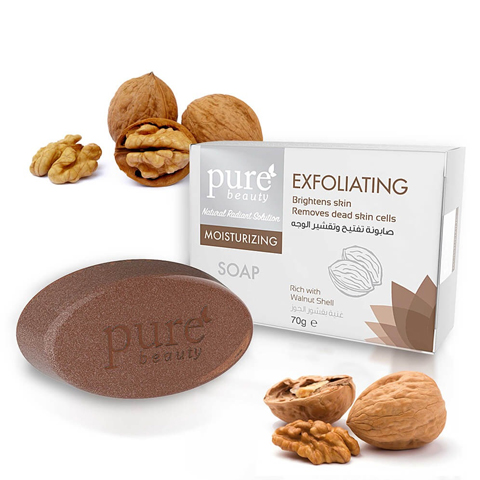 pure
beauty
Natural Radiant Solution
MOISTURIZING
SOAP
EXFOLIATING
Brightens skin
Removes dead skin cells
صابونة تفتيح وتقشير الوجه
Rich with
Walnut Shell
غنية بقشور الجوز
70g ℮
pure
beauty